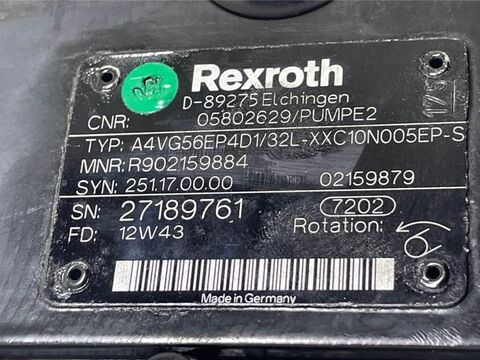 Rexroth
D-89275 Elchingen
CNR: 05802629/PUMPE2
TYP: A4VG56EP4D1/32L-XXC10N005EP-S
MNR: R902159884
SYN: 251.17.00.00 02159879
SN: 27189761 7202
FD: 12W43 Rotation:
Made in Germany